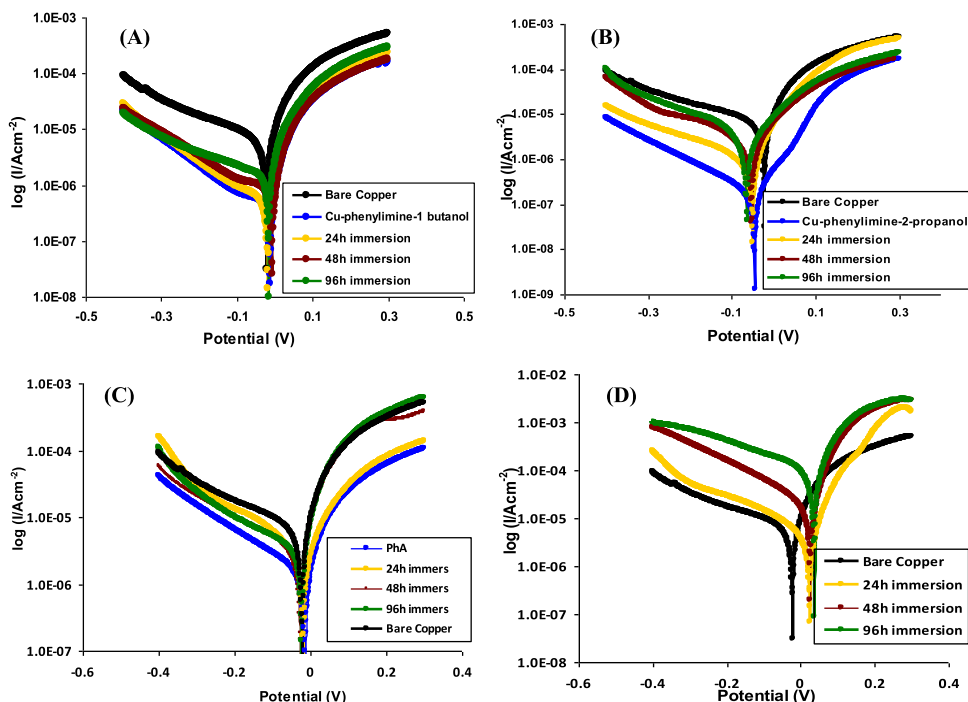 (A)
log (I/Acm-2)
1.0E-03
1.0E-04
1.0E-05
1.0E-06
1.0E-07
1.0E-08
-0.5
-0.3
-0.1
0.1
0.3
0.5
Potential (V)
Bare Copper
Cu-phenylimine-1 butanol
24h immersion
48h immersion
96h immersion
(B)
log (I/Acm-2)
1.0E-03
1.0E-04
1.0E-05
1.0E-06
1.0E-07
1.0E-08
1.0E-09
-0.5
-0.3
-0.1
0.1
0.3
Potential (V)
Bare Copper
Cu-phenylimine-2-propanol
24h immersion
48h immersion
96h immersion
(C)
log (I/Acm-2)
1.0E-03
1.0E-04
1.0E-05
1.0E-06
1.0E-07
-0.6
-0.4
-0.2
0
0.2
0.4
Potential (V)
PhA
24h immers
48h immers
96h immers
Bare Copper
(D)
log (I/Acm-2)
1.0E-02
1.0E-03
1.0E-04
1.0E-05
1.0E-06
1.0E-07
1.0E-08
-0.6
-0.4
-0.2
0
0.2
0.4
Potential (V)
Bare Copper
24h immersion
48h immersion
96h immersion